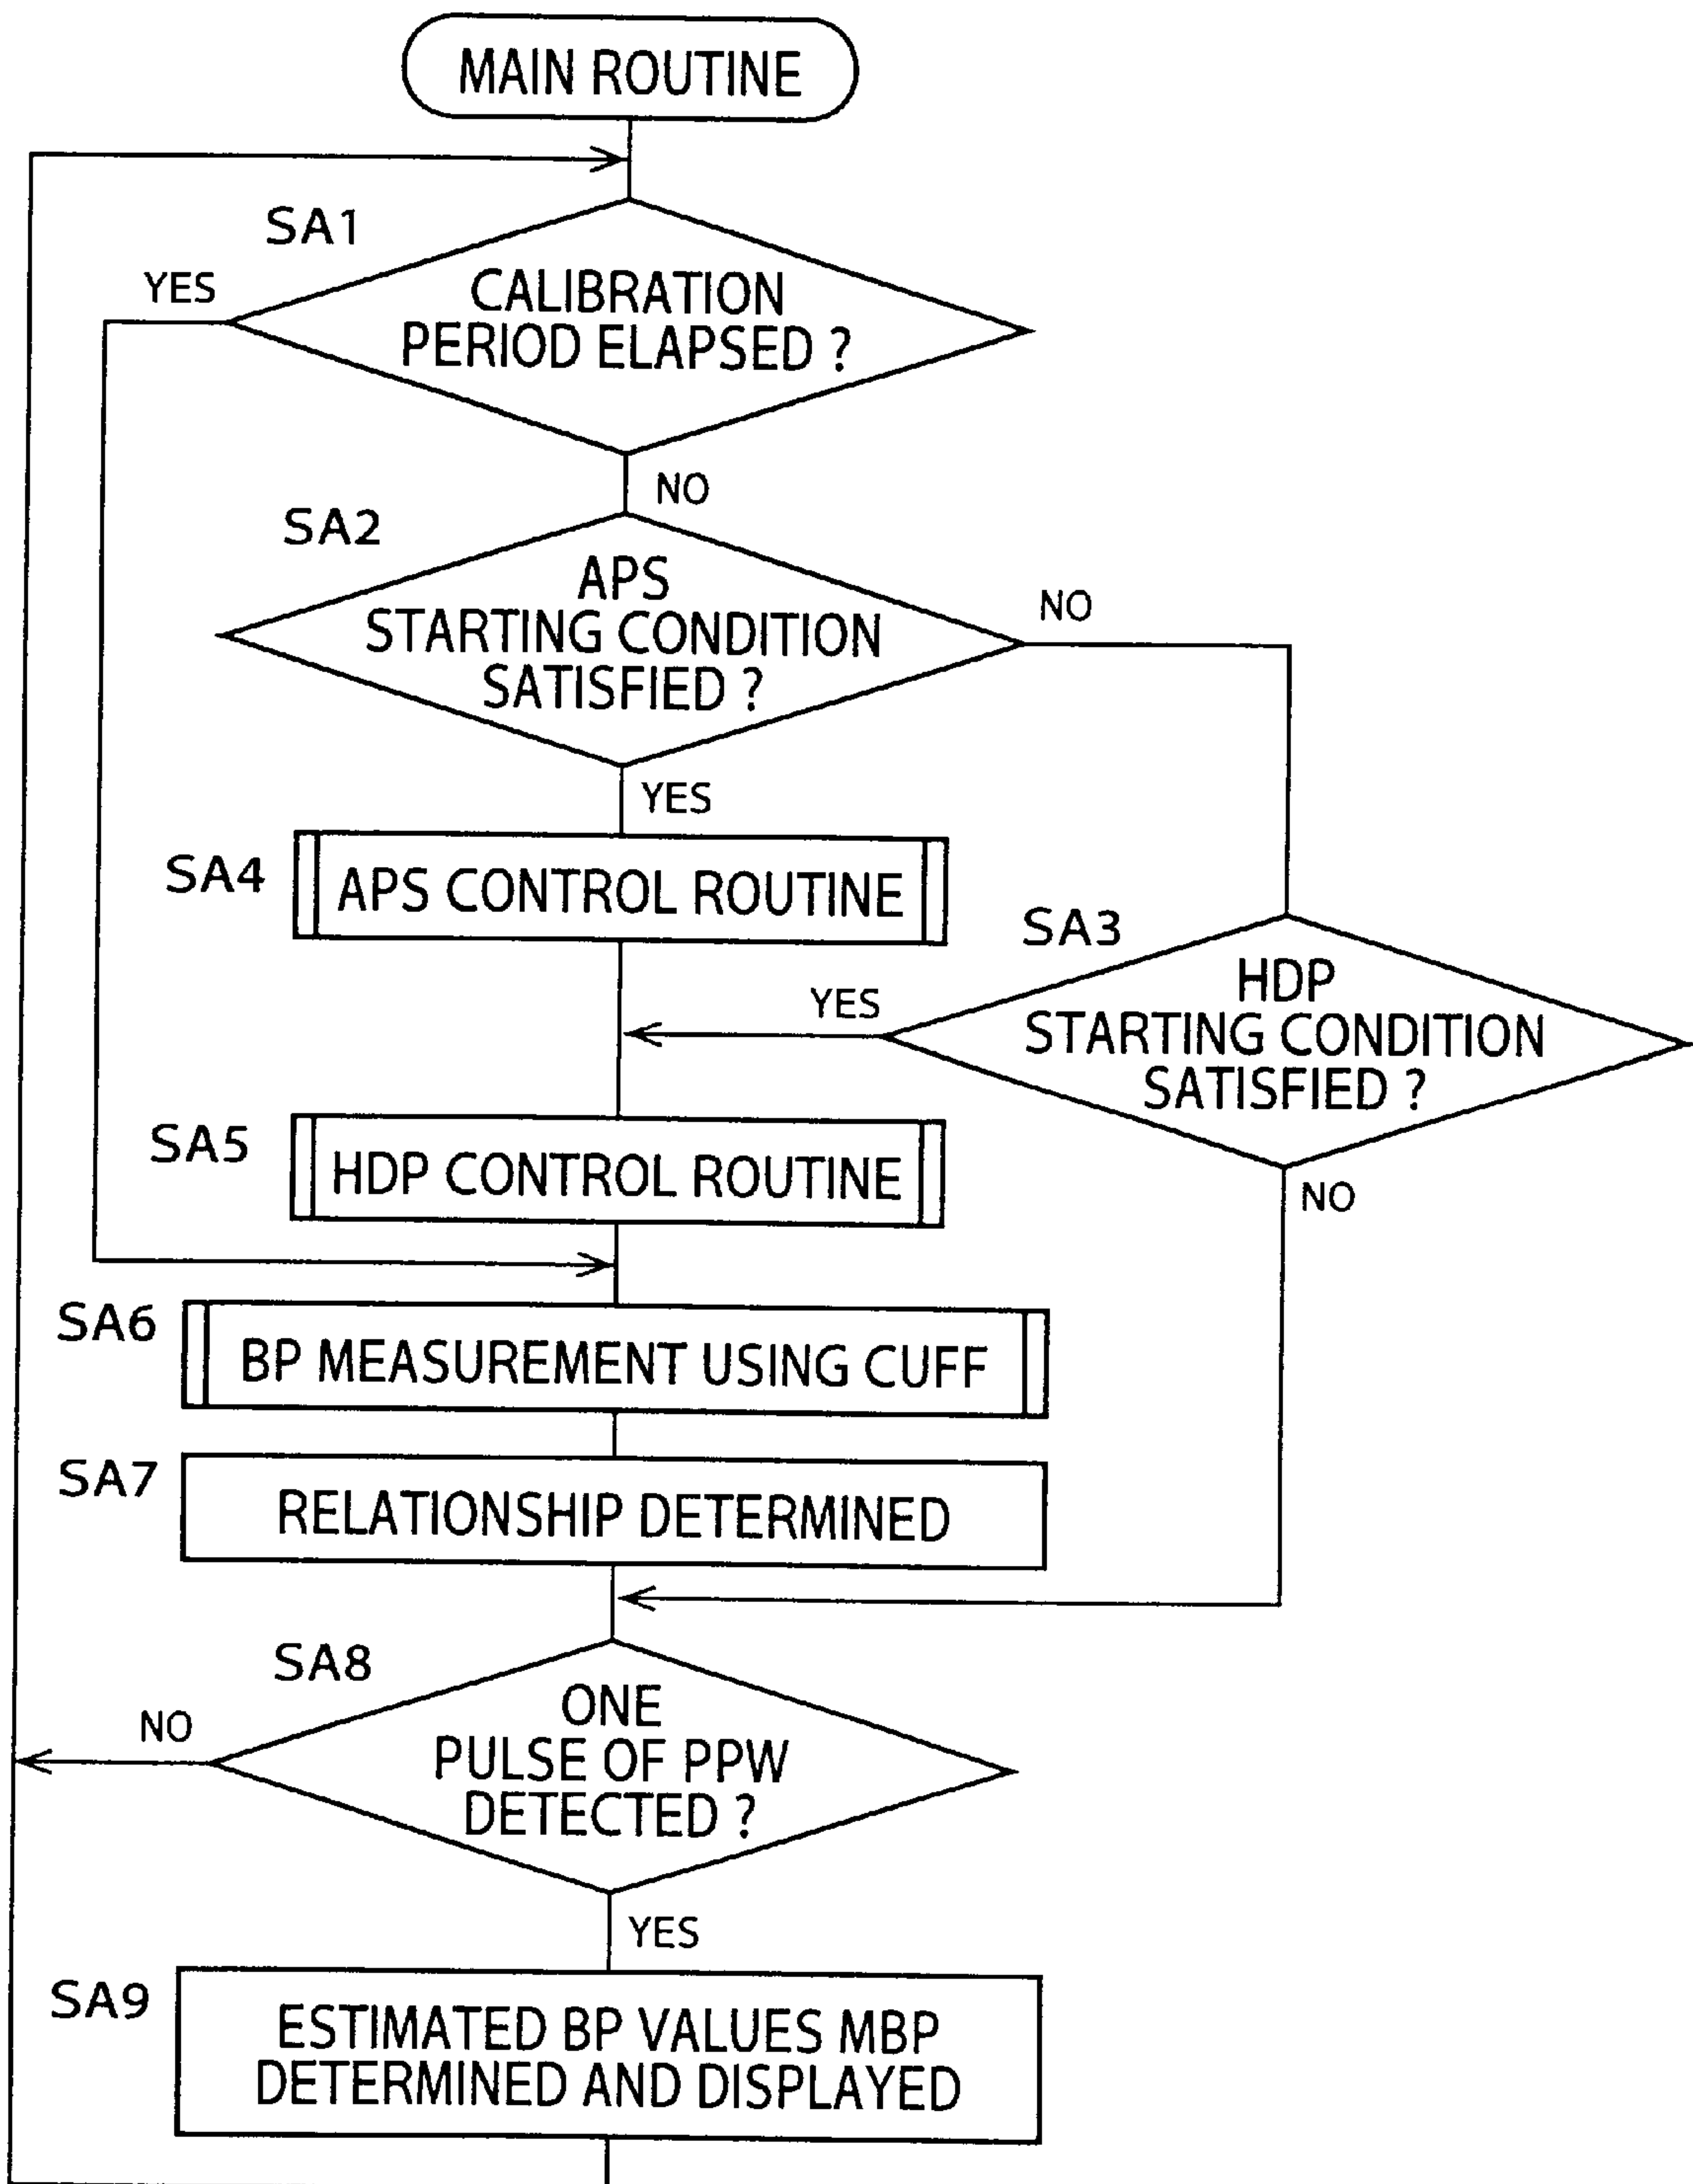 MAIN ROUTINE
SA1
YES
CALIBRATION
PERIOD ELAPSED ?
NO
SA2
APS
STARTING CONDITION
SATISFIED ?
NO
YES
SA4
APS CONTROL ROUTINE
SA3
HDP
STARTING CONDITION
SATISFIED ?
YES
NO
SA5
HDP CONTROL ROUTINE
SA6
BP MEASUREMENT USING CUFF
SA7
RELATIONSHIP DETERMINED
SA8
ONE
PULSE OF PPW
DETECTED ?
NO
YES
SA9
ESTIMATED BP VALUES MBP
DETERMINED AND DISPLAYED